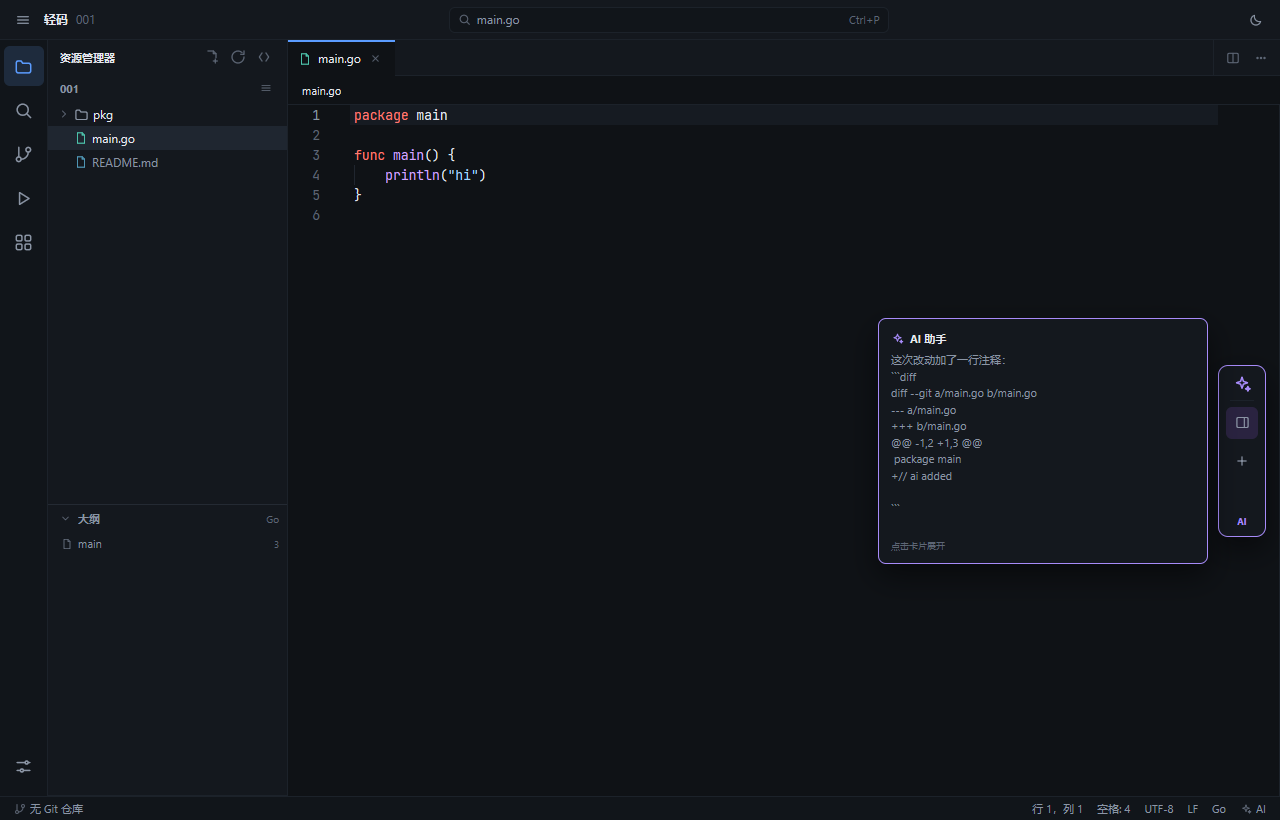 轻码 001
main.go Ctrl+P
资源管理器
001
pkg
main.go
README.md
大纲 Go
main 3
main.go
main.go
1 package main
2
3 func main() {
4 println("hi")
5 }
6
AI 助手
这次改动加了一行注释：
```diff
diff --git a/main.go b/main.go
--- a/main.go
+++ b/main.go
@@ -1,2 +1,3 @@
package main
+// ai added
```
点击卡片展开
AI
无 Git 仓库
行 1，列 1 空格: 4 UTF-8 LF Go AI